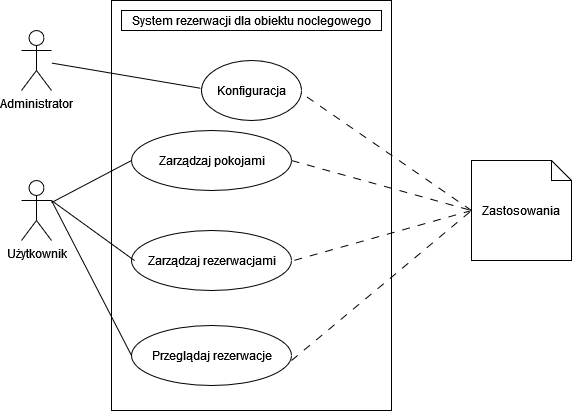 System rezerwacji dla obiektu noclegowego
Administrator
Konfiguracja
Zarządzaj pokojami
Zastosowania
Użytkownik
Zarządzaj rezerwacjami
Przeglądaj rezerwacje